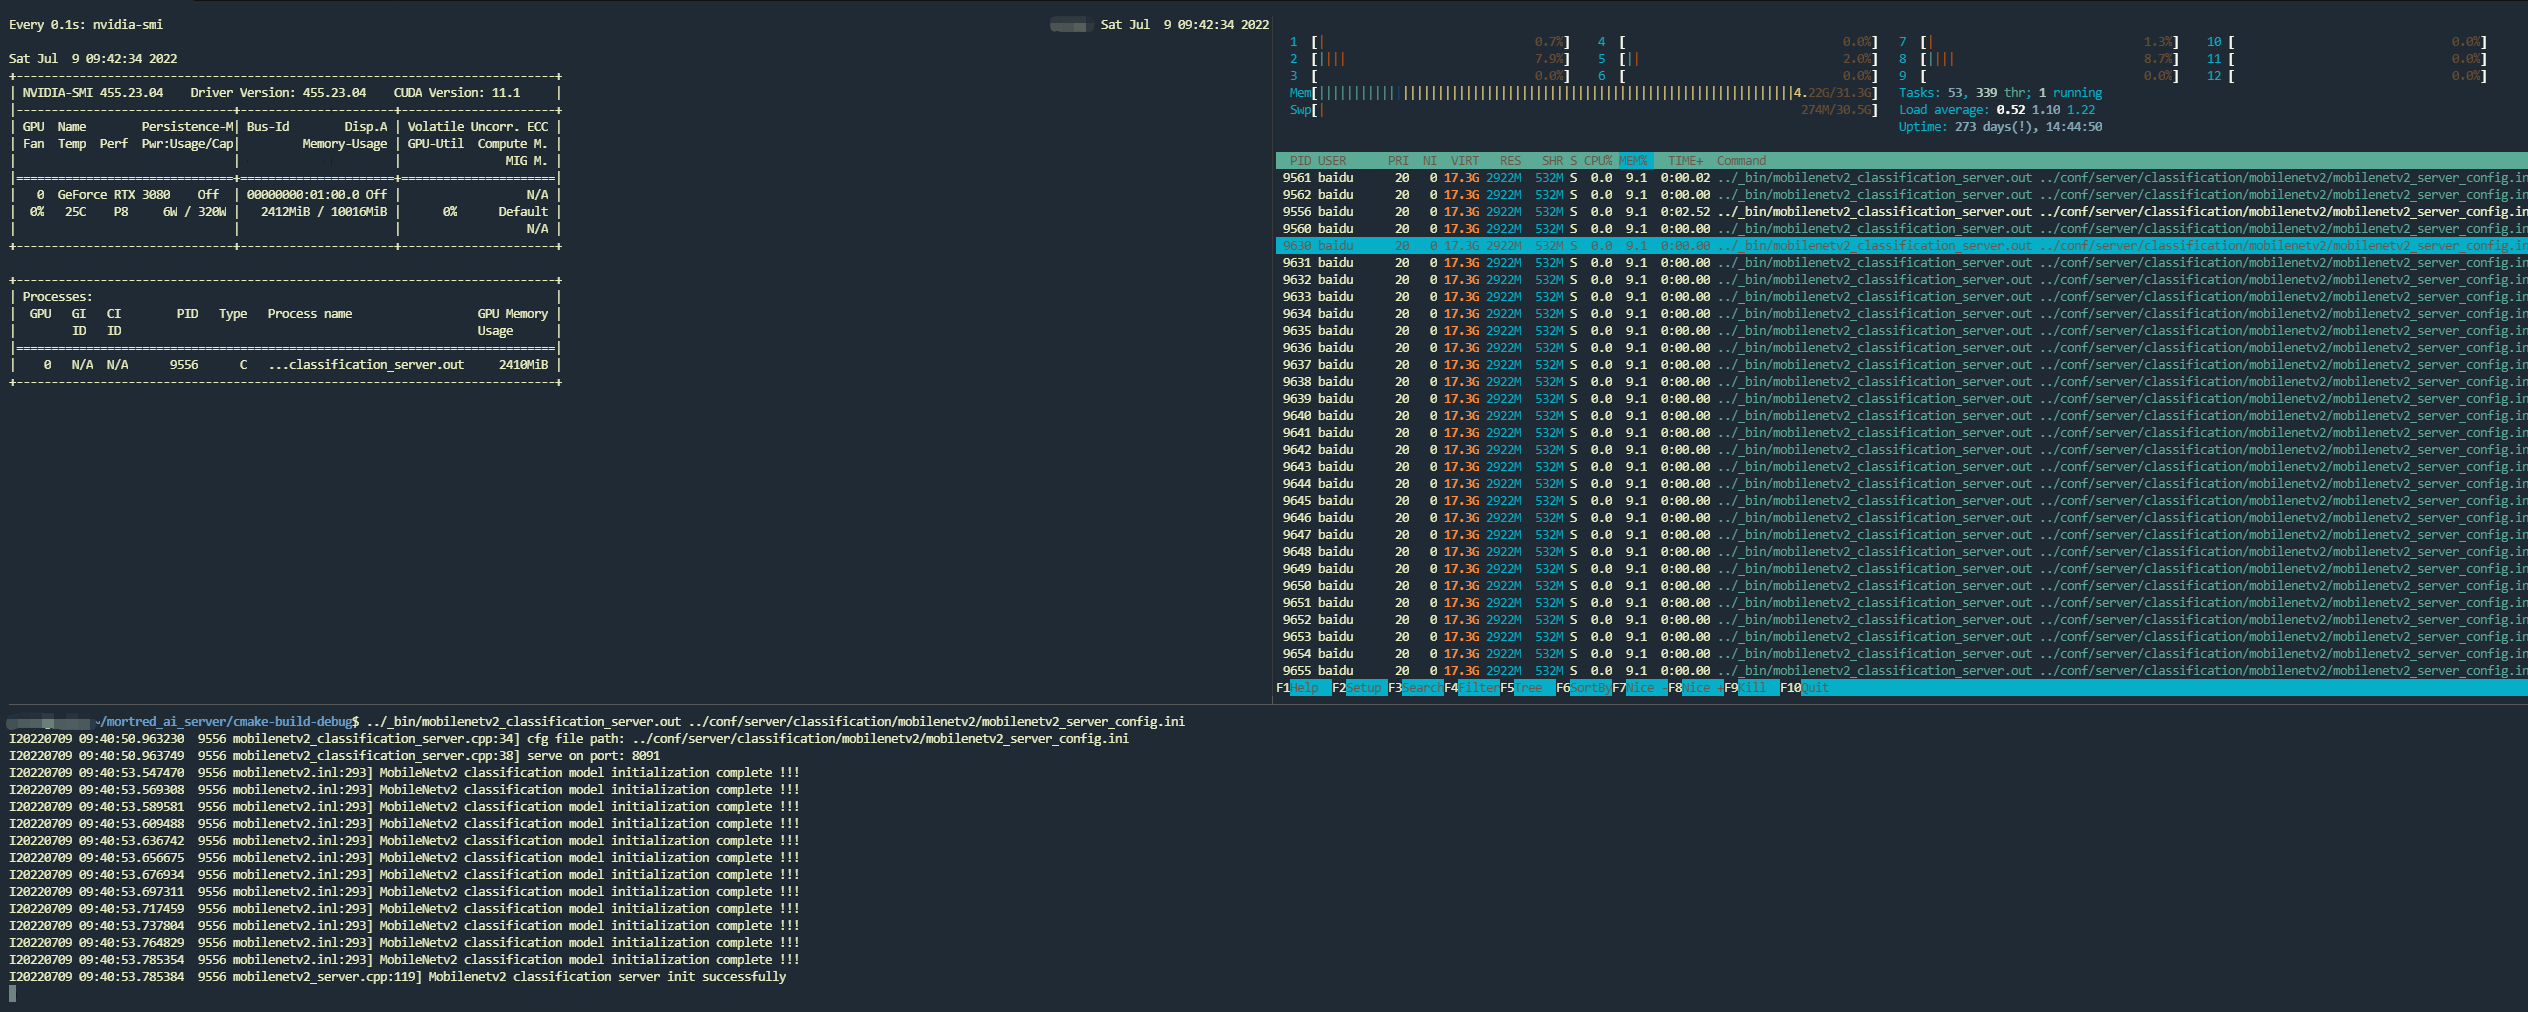 Every 0.1s: nvidia-smi
Sat Jul  9 09:42:34 2022
Sat Jul  9 09:42:34 2022
+-----------------------------------------------------------------------------+
| NVIDIA-SMI 455.23.04    Driver Version: 455.23.04    CUDA Version: 11.1     |
|-------------------------------+----------------------+----------------------+
| GPU  Name        Persistence-M| Bus-Id        Disp.A | Volatile Uncorr. ECC |
| Fan  Temp  Perf  Pwr:Usage/Cap|         Memory-Usage | GPU-Util  Compute M. |
|                               |                      |               MIG M. |
|===============================+======================+======================|
|   0  GeForce RTX 3080    Off  | 00000000:01:00.0 Off |                  N/A |
|  0%   25C    P8     6W / 320W |   2412MiB / 10016MiB |      0%      Default |
|                               |                      |                  N/A |
+-------------------------------+----------------------+----------------------+
+-----------------------------------------------------------------------------+
| Processes:                                                                  |
|  GPU   GI   CI        PID   Type   Process name                  GPU Memory |
|        ID   ID                                                   Usage      |
|=============================================================================|
|    0   N/A  N/A      9556      C   ...classification_server.out     2410MiB |
+-----------------------------------------------------------------------------+
1 [| 0.7%] 4 [ 0.0%] 7 [| 1.3%] 10 [ 0.0%]
2 [|||| 7.9%] 5 [|| 2.0%] 8 [|||| 8.7%] 11 [ 0.0%]
3 [ 0.0%] 6 [ 0.0%] 9 [ 0.0%] 12 [ 0.0%]
Mem[ 4.22G/31.3G] Tasks: 53, 339 thr; 1 running
Swp[| 274M/30.5G] Load average: 0.52 1.10 1.22
Uptime: 273 days(!), 14:44:50
PID USER PRI NI VIRT RES SHR S CPU% MEM% TIME+ Command
9561 baidu 20 0 17.3G 2922M 532M S 0.0 9.1 0:00.02 ../_bin/mobilenetv2_classification_server.out ../conf/server/classification/mobilenetv2/mobilenetv2_server_config.in
9562 baidu 20 0 17.3G 2922M 532M S 0.0 9.1 0:00.00 ../_bin/mobilenetv2_classification_server.out ../conf/server/classification/mobilenetv2/mobilenetv2_server_config.in
9556 baidu 20 0 17.3G 2922M 532M S 0.0 9.1 0:02.52 ../_bin/mobilenetv2_classification_server.out ../conf/server/classification/mobilenetv2/mobilenetv2_server_config.in
9560 baidu 20 0 17.3G 2922M 532M S 0.0 9.1 0:00.00 ../_bin/mobilenetv2_classification_server.out ../conf/server/classification/mobilenetv2/mobilenetv2_server_config.in
9630 baidu 20 0 17.3G 2922M 532M S 0.0 9.1 0:00.00 ../_bin/mobilenetv2_classification_server.out ../conf/server/classification/mobilenetv2/mobilenetv2_server_config.in
9631 baidu 20 0 17.3G 2922M 532M S 0.0 9.1 0:00.00 ../_bin/mobilenetv2_classification_server.out ../conf/server/classification/mobilenetv2/mobilenetv2_server_config.in
9632 baidu 20 0 17.3G 2922M 532M S 0.0 9.1 0:00.00 ../_bin/mobilenetv2_classification_server.out ../conf/server/classification/mobilenetv2/mobilenetv2_server_config.in
9633 baidu 20 0 17.3G 2922M 532M S 0.0 9.1 0:00.00 ../_bin/mobilenetv2_classification_server.out ../conf/server/classification/mobilenetv2/mobilenetv2_server_config.in
9634 baidu 20 0 17.3G 2922M 532M S 0.0 9.1 0:00.00 ../_bin/mobilenetv2_classification_server.out ../conf/server/classification/mobilenetv2/mobilenetv2_server_config.in
9635 baidu 20 0 17.3G 2922M 532M S 0.0 9.1 0:00.00 ../_bin/mobilenetv2_classification_server.out ../conf/server/classification/mobilenetv2/mobilenetv2_server_config.in
9636 baidu 20 0 17.3G 2922M 532M S 0.0 9.1 0:00.00 ../_bin/mobilenetv2_classification_server.out ../conf/server/classification/mobilenetv2/mobilenetv2_server_config.in
9637 baidu 20 0 17.3G 2922M 532M S 0.0 9.1 0:00.00 ../_bin/mobilenetv2_classification_server.out ../conf/server/classification/mobilenetv2/mobilenetv2_server_config.in
9638 baidu 20 0 17.3G 2922M 532M S 0.0 9.1 0:00.00 ../_bin/mobilenetv2_classification_server.out ../conf/server/classification/mobilenetv2/mobilenetv2_server_config.in
9639 baidu 20 0 17.3G 2922M 532M S 0.0 9.1 0:00.00 ../_bin/mobilenetv2_classification_server.out ../conf/server/classification/mobilenetv2/mobilenetv2_server_config.in
9640 baidu 20 0 17.3G 2922M 532M S 0.0 9.1 0:00.00 ../_bin/mobilenetv2_classification_server.out ../conf/server/classification/mobilenetv2/mobilenetv2_server_config.in
9641 baidu 20 0 17.3G 2922M 532M S 0.0 9.1 0:00.00 ../_bin/mobilenetv2_classification_server.out ../conf/server/classification/mobilenetv2/mobilenetv2_server_config.in
9642 baidu 20 0 17.3G 2922M 532M S 0.0 9.1 0:00.00 ../_bin/mobilenetv2_classification_server.out ../conf/server/classification/mobilenetv2/mobilenetv2_server_config.in
9643 baidu 20 0 17.3G 2922M 532M S 0.0 9.1 0:00.00 ../_bin/mobilenetv2_classification_server.out ../conf/server/classification/mobilenetv2/mobilenetv2_server_config.in
9644 baidu 20 0 17.3G 2922M 532M S 0.0 9.1 0:00.00 ../_bin/mobilenetv2_classification_server.out ../conf/server/classification/mobilenetv2/mobilenetv2_server_config.in
9645 baidu 20 0 17.3G 2922M 532M S 0.0 9.1 0:00.00 ../_bin/mobilenetv2_classification_server.out ../conf/server/classification/mobilenetv2/mobilenetv2_server_config.in
9646 baidu 20 0 17.3G 2922M 532M S 0.0 9.1 0:00.00 ../_bin/mobilenetv2_classification_server.out ../conf/server/classification/mobilenetv2/mobilenetv2_server_config.in
9647 baidu 20 0 17.3G 2922M 532M S 0.0 9.1 0:00.00 ../_bin/mobilenetv2_classification_server.out ../conf/server/classification/mobilenetv2/mobilenetv2_server_config.in
9648 baidu 20 0 17.3G 2922M 532M S 0.0 9.1 0:00.00 ../_bin/mobilenetv2_classification_server.out ../conf/server/classification/mobilenetv2/mobilenetv2_server_config.in
9649 baidu 20 0 17.3G 2922M 532M S 0.0 9.1 0:00.00 ../_bin/mobilenetv2_classification_server.out ../conf/server/classification/mobilenetv2/mobilenetv2_server_config.in
9650 baidu 20 0 17.3G 2922M 532M S 0.0 9.1 0:00.00 ../_bin/mobilenetv2_classification_server.out ../conf/server/classification/mobilenetv2/mobilenetv2_server_config.in
9651 baidu 20 0 17.3G 2922M 532M S 0.0 9.1 0:00.00 ../_bin/mobilenetv2_classification_server.out ../conf/server/classification/mobilenetv2/mobilenetv2_server_config.in
9652 baidu 20 0 17.3G 2922M 532M S 0.0 9.1 0:00.00 ../_bin/mobilenetv2_classification_server.out ../conf/server/classification/mobilenetv2/mobilenetv2_server_config.in
9653 baidu 20 0 17.3G 2922M 532M S 0.0 9.1 0:00.00 ../_bin/mobilenetv2_classification_server.out ../conf/server/classification/mobilenetv2/mobilenetv2_server_config.in
9654 baidu 20 0 17.3G 2922M 532M S 0.0 9.1 0:00.00 ../_bin/mobilenetv2_classification_server.out ../conf/server/classification/mobilenetv2/mobilenetv2_server_config.in
9655 baidu 20 0 17.3G 2922M 532M S 0.0 9.1 0:00.00 ../_bin/mobilenetv2_classification_server.out ../conf/server/classification/mobilenetv2/mobilenetv2_server_config.in
F1Help F2Setup F3SearchF4FilterF5Tree F6SortByF7Nice -F8Nice +F9Kill F10Quit
~/mortred_ai_server/cmake-build-debug$ ../_bin/mobilenetv2_classification_server.out ../conf/server/classification/mobilenetv2/mobilenetv2_server_config.ini
I20220709 09:40:50.963230  9556 mobilenetv2_classification_server.cpp:34] cfg file path: ../conf/server/classification/mobilenetv2/mobilenetv2_server_config.ini
I20220709 09:40:50.963749  9556 mobilenetv2_classification_server.cpp:38] serve on port: 8091
I20220709 09:40:53.547470  9556 mobilenetv2.inl:293] MobileNetv2 classification model initialization complete !!!
I20220709 09:40:53.569308  9556 mobilenetv2.inl:293] MobileNetv2 classification model initialization complete !!!
I20220709 09:40:53.589581  9556 mobilenetv2.inl:293] MobileNetv2 classification model initialization complete !!!
I20220709 09:40:53.609488  9556 mobilenetv2.inl:293] MobileNetv2 classification model initialization complete !!!
I20220709 09:40:53.636742  9556 mobilenetv2.inl:293] MobileNetv2 classification model initialization complete !!!
I20220709 09:40:53.656675  9556 mobilenetv2.inl:293] MobileNetv2 classification model initialization complete !!!
I20220709 09:40:53.676934  9556 mobilenetv2.inl:293] MobileNetv2 classification model initialization complete !!!
I20220709 09:40:53.697311  9556 mobilenetv2.inl:293] MobileNetv2 classification model initialization complete !!!
I20220709 09:40:53.717459  9556 mobilenetv2.inl:293] MobileNetv2 classification model initialization complete !!!
I20220709 09:40:53.737804  9556 mobilenetv2.inl:293] MobileNetv2 classification model initialization complete !!!
I20220709 09:40:53.764829  9556 mobilenetv2.inl:293] MobileNetv2 classification model initialization complete !!!
I20220709 09:40:53.785354  9556 mobilenetv2.inl:293] MobileNetv2 classification model initialization complete !!!
I20220709 09:40:53.785384  9556 mobilenetv2_server.cpp:119] Mobilenetv2 classification server init successfully